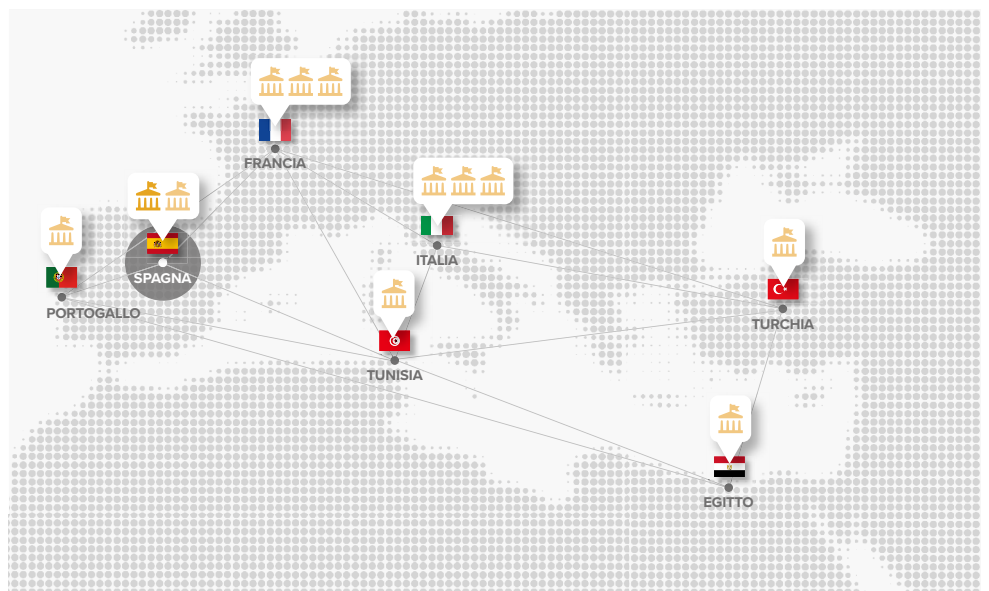 FRANCIA
ITALIA
SPAGNA
PORTOGALLO
TURCHIA
TUNISIA
EGITTO